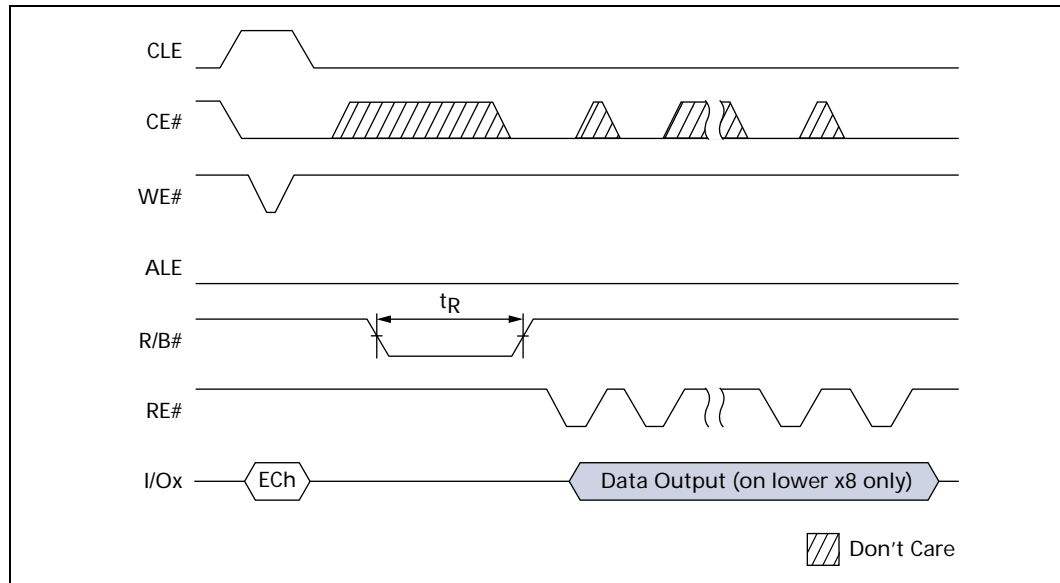 CLE
CE#
WE#
ALE
tR
R/B#
RE#
I/Ox
ECh
Data Output (on lower x8 only)
Don't Care